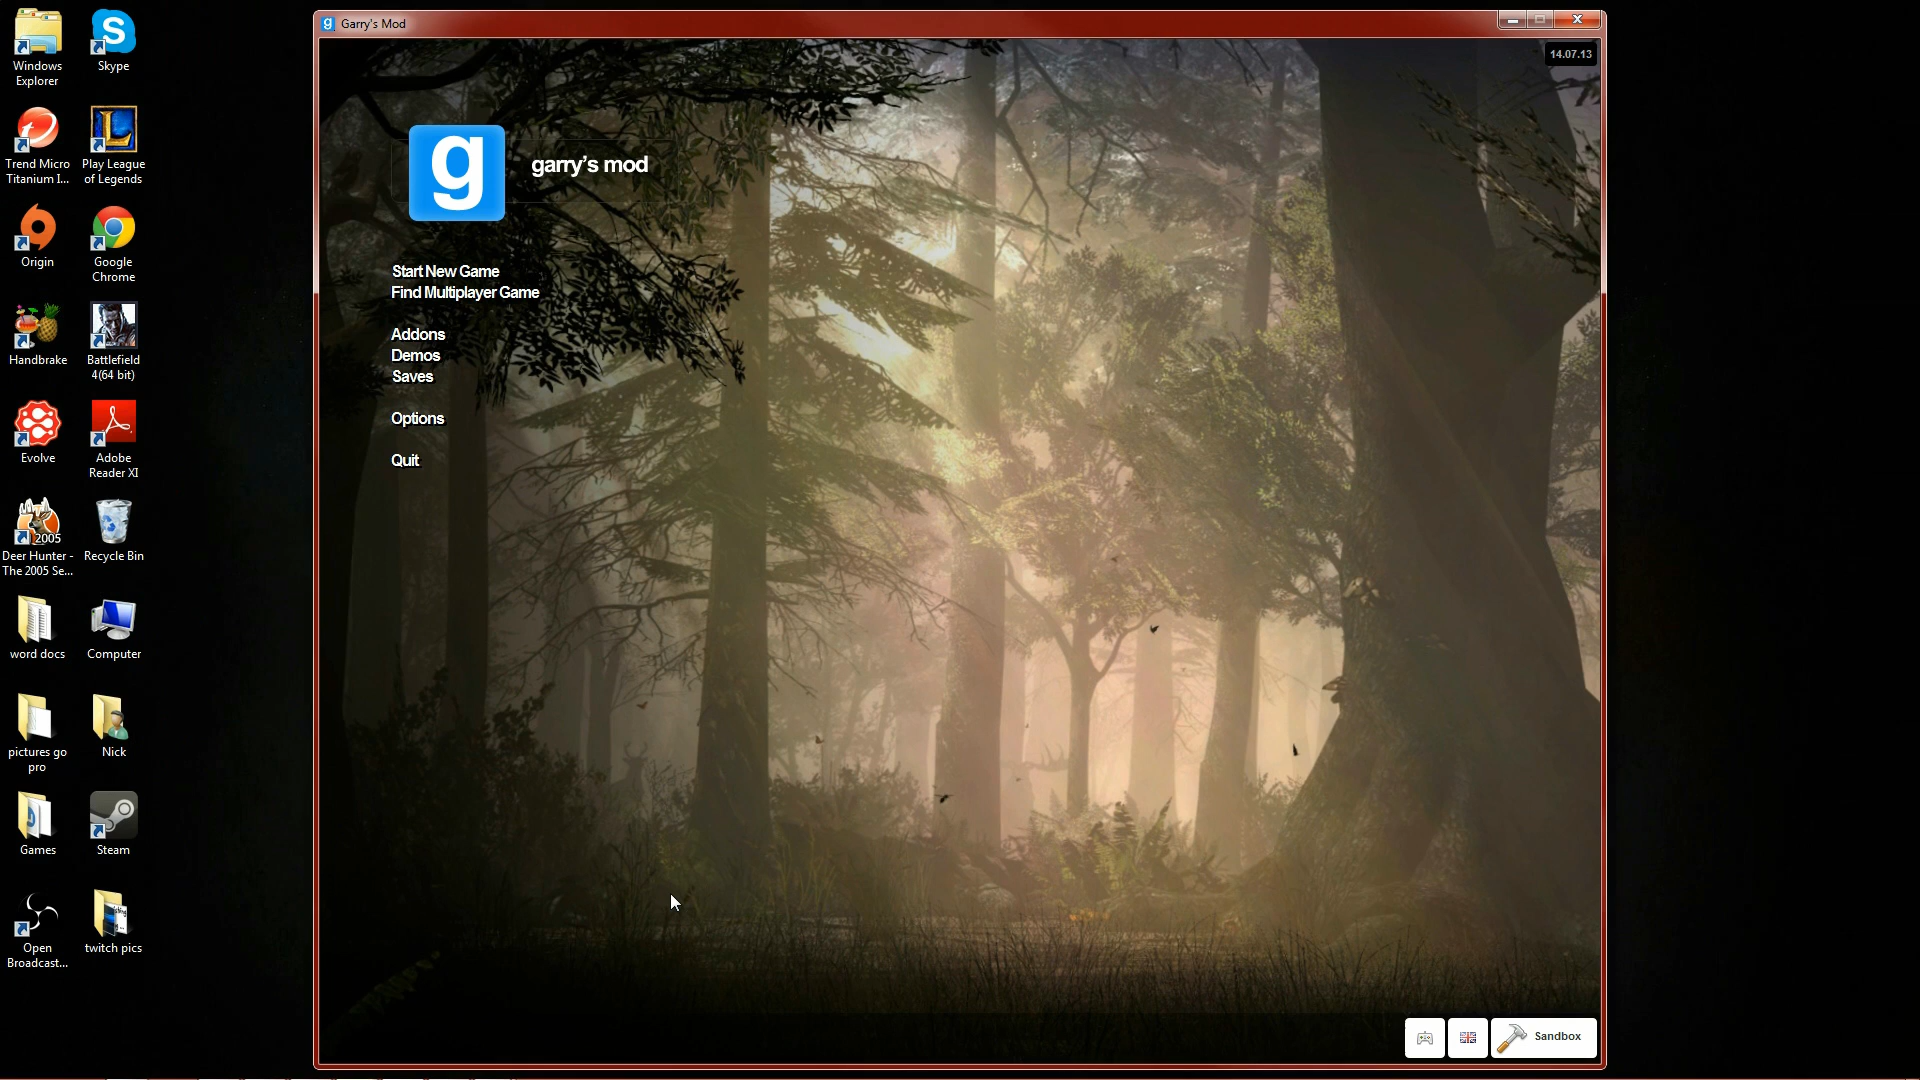 Windows
Explorer
Skype
Trend Micro
Titanium I...
Play League
of Legends
Origin
Google
Chrome
Handbrake
Battlefield
4(64 bit)
Evolve
Adobe
Reader XI
2005
Deer Hunter -
The 2005 Se...
Recycle Bin
word docs
Computer
pictures go
pro
Nick
Games
Steam
Open
Broadcast...
twitch pics
g Garry's Mod
14.07.13
g
garry's mod
Start New Game
Find Multiplayer Game
Addons
Demos
Saves
Options
Quit
Sandbox